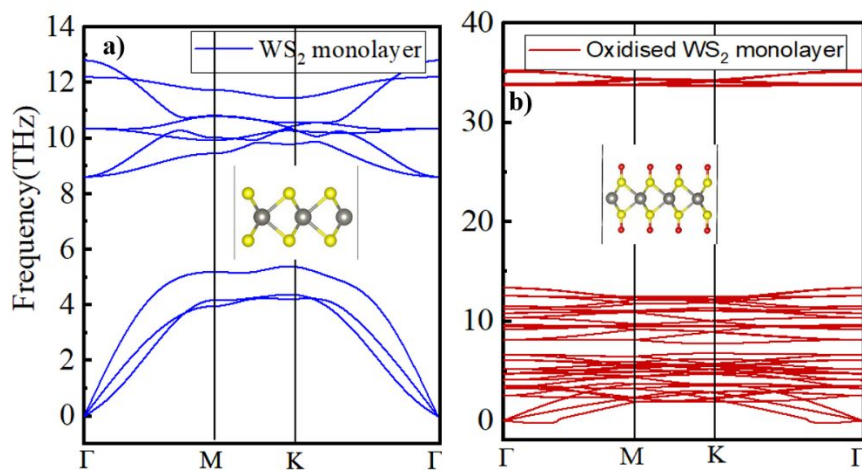 a)
WS₂ monolayer
Frequency(THz)
14
12
10
8
6
4
2
0
Γ
M
K
Γ
b)
Oxidised WS₂ monolayer
40
30
20
10
0
Γ
M
K
Γ